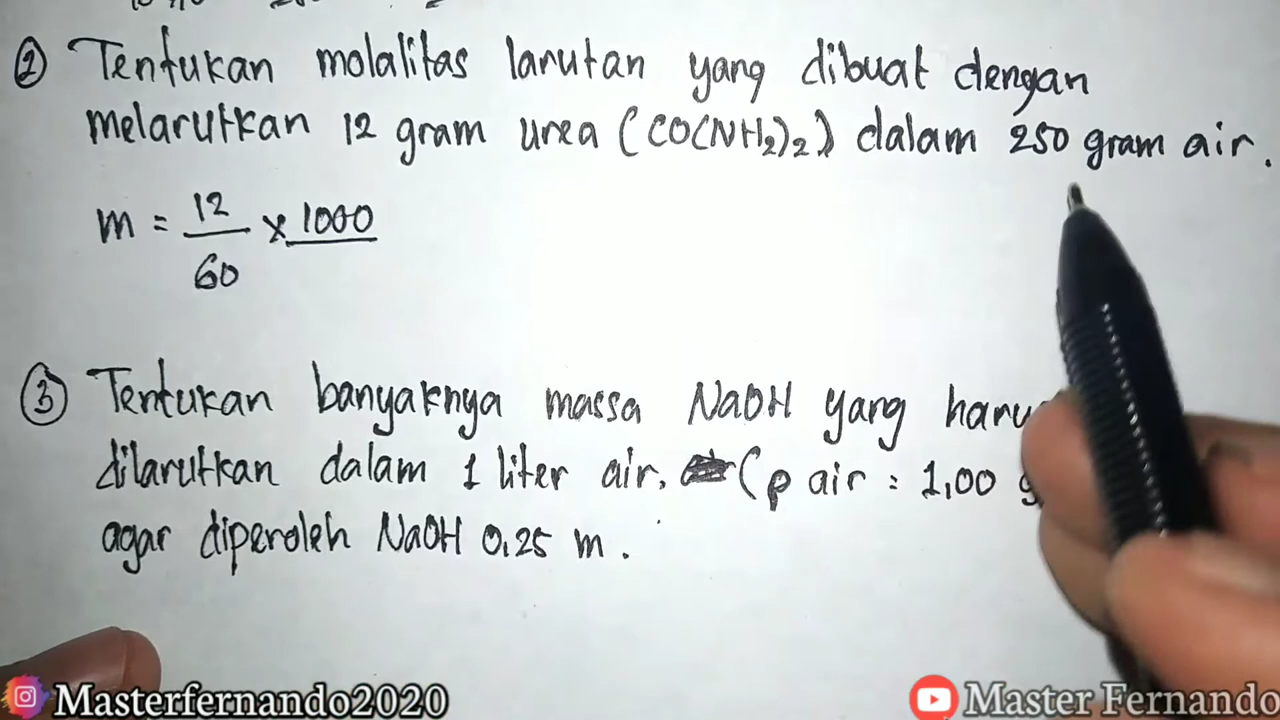 ② Tentukan molalitas larutan yang dibuat dengan
melarutkan 12 gram urea (CO(NH₂)₂) dalam 250 gram air.
m = 12/60 × 1000
③ Tentukan banyaknya massa NaOH yang
dilarutkan dalam 1 liter air. (ρ air = 1,00
agar diperoleh NaOH 0,25 m.
Masterfernando2020
Master Fernando